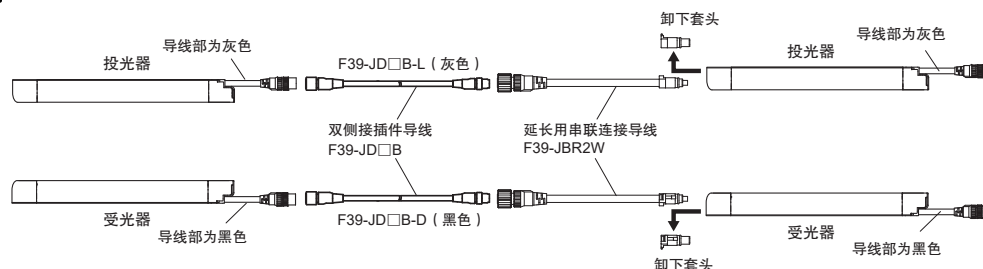 卸下套头
导线部为灰色
导线部为灰色
投光器
F39-JD□B-L（灰色）
投光器
双侧接插件导线
F39-JD□B
延长用串联连接导线
F39-JBR2W
受光器
导线部为黑色
F39-JD□B-D（黑色）
受光器
导线部为黑色
卸下套头